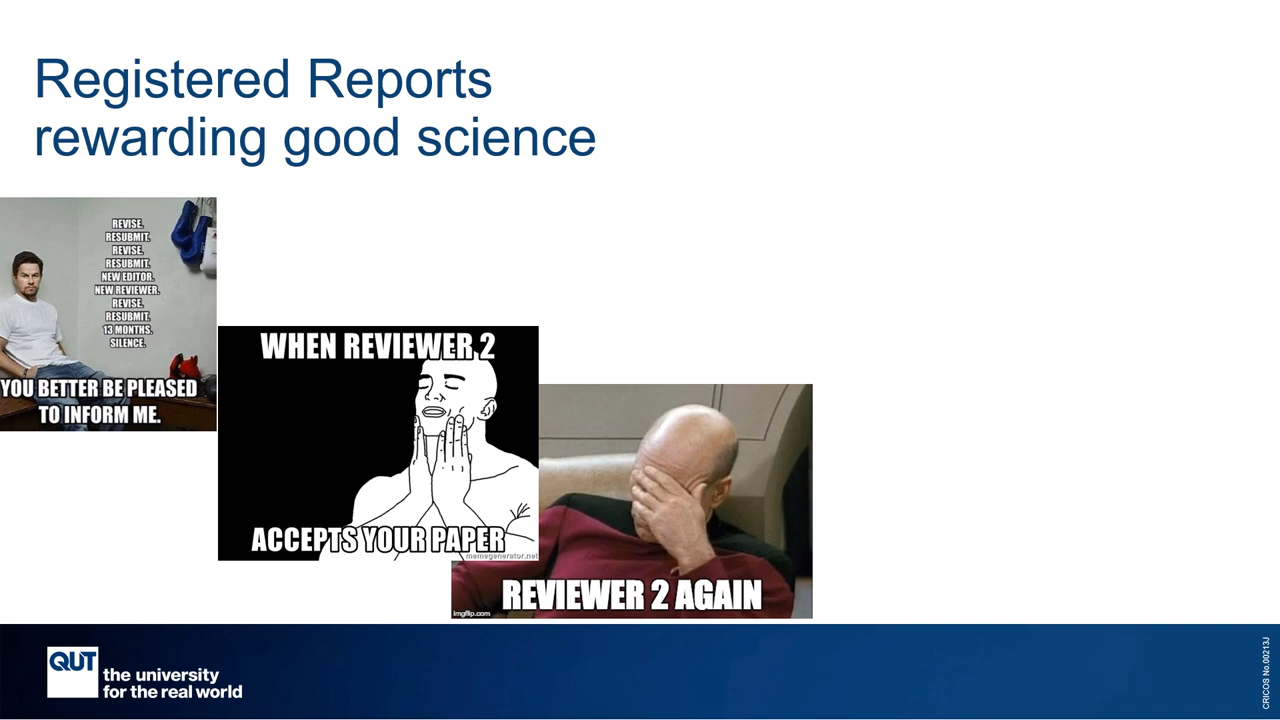 Registered Reports
rewarding good science
REVISE.
RESUBMIT.
REVISE.
RESUBMIT.
NEW EDITOR.
NEW REVIEWER.
REVISE.
RESUBMIT.
13 MONTHS.
SILENCE.
YOU BETTER BE PLEASED
TO INFORM ME.
WHEN REVIEWER 2
ACCEPTS YOUR PAPER
memegenerator.net
REVIEWER 2 AGAIN
imgflip.com
QUT
the university
for the real world
CRICOS No.00213J